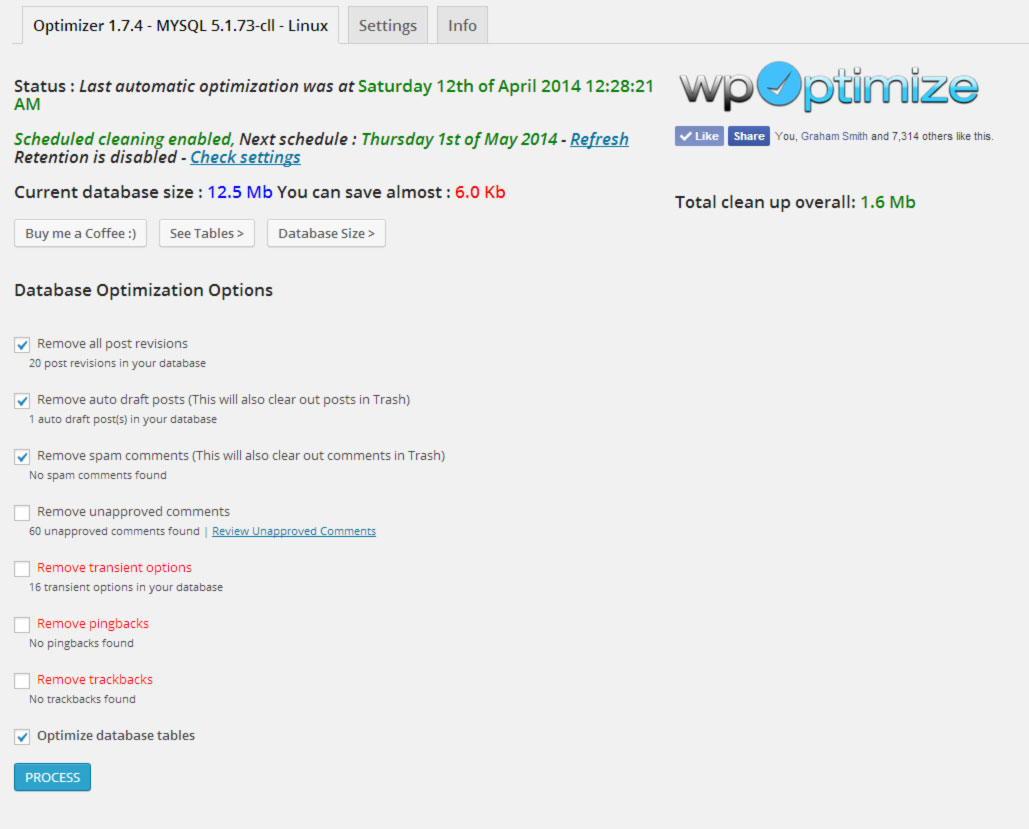 Optimizer 1.7.4 - MYSQL 5.1.73-cll - Linux
Settings
Info
Status : Last automatic optimization was at Saturday 12th of April 2014 12:28:21
AM
Scheduled cleaning enabled, Next schedule : Thursday 1st of May 2014 - Refresh
Retention is disabled - Check settings
Current database size : 12.5 Mb You can save almost : 6.0 Kb
Buy me a Coffee :)
See Tables >
Database Size >
wp optimize
Like
Share
You, Graham Smith and 7,314 others like this.
Total clean up overall: 1.6 Mb
Database Optimization Options
Remove all post revisions
20 post revisions in your database
Remove auto draft posts (This will also clear out posts in Trash)
1 auto draft post(s) in your database
Remove spam comments (This will also clear out comments in Trash)
No spam comments found
Remove unapproved comments
60 unapproved comments found | Review Unapproved Comments
Remove transient options
16 transient options in your database
Remove pingbacks
No pingbacks found
Remove trackbacks
No trackbacks found
Optimize database tables
PROCESS